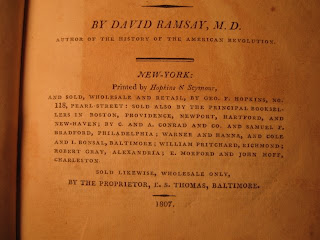 BY DAVID RAMSAY, M. D.
AUTHOR OF THE HISTORY OF THE AMERICAN REVOLUTION.
NEW-YORK:
Printed by Hopkins & Seymour,
AND SOLD, WHOLESALE AND RETAIL, BY GEO. F. HOPKINS, NO.
118, PEARL-STREET: SOLD ALSO BY THE PRINCIPAL BOOKSEL-
LERS IN BOSTON, PROVIDENCE, NEWPORT, HARTFORD, AND
NEW-HAVEN; BY C. AND A. CONRAD AND CO. AND SAMUEL F.
BRADFORD, PHILADELPHIA; WARNER AND HANNA, AND COLE
AND I. BONSAL, BALTIMORE; WILLIAM PRITCHARD, RICHMOND;
ROBERT GRAY, ALEXANDRIA; E. MORFORD AND JOHN HOFF,
CHARLESTON.
SOLD LIKEWISE, WHOLESALE ONLY,
BY THE PROPRIETOR, E. S. THOMAS, BALTIMORE.
1807.